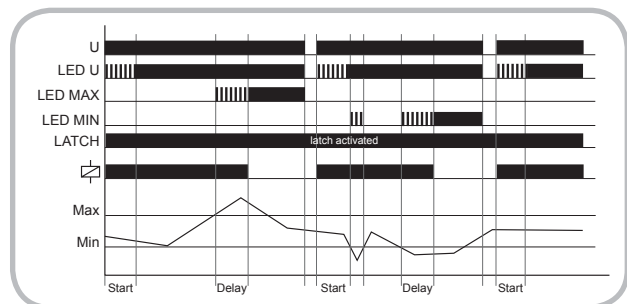 U
LED U
LED MAX
LED MIN
LATCH
latch activated
Max
Min
Start Delay Start Delay Start